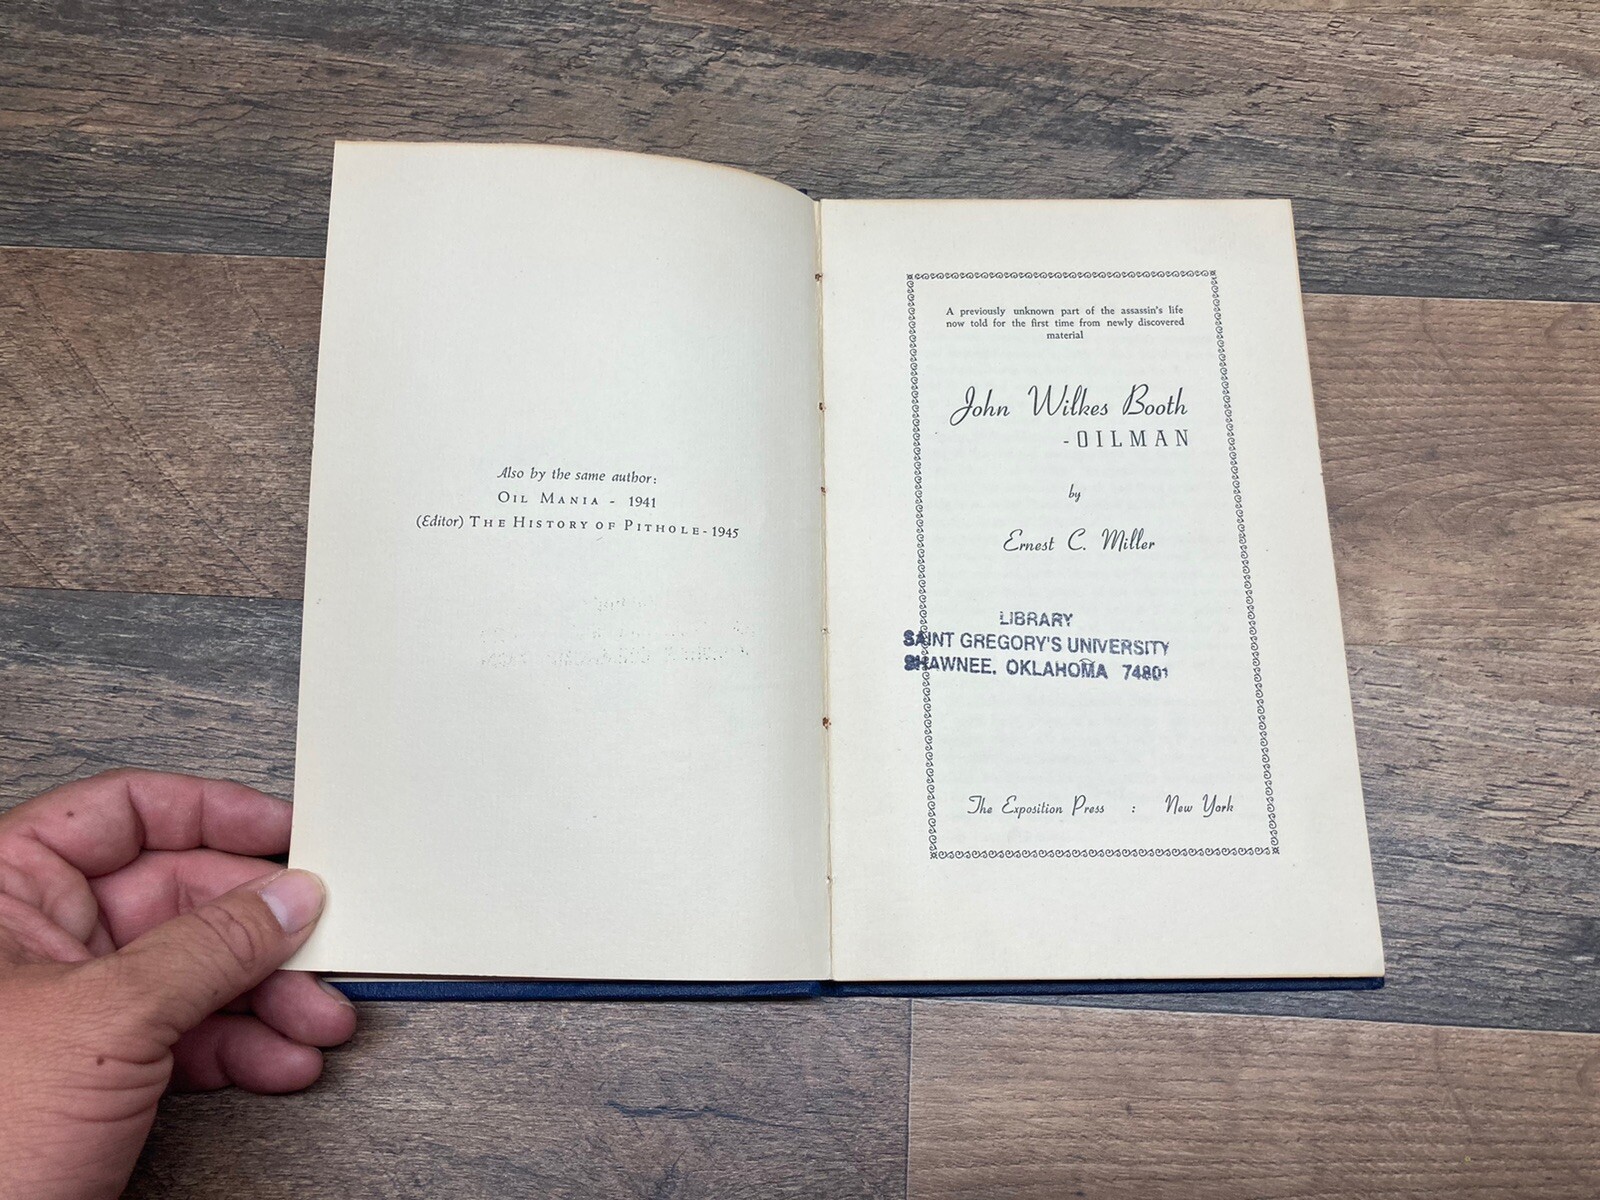 Also by the same author:
OIL MANIA - 1941
(Editor) THE HISTORY OF PITHOLE - 1945
A previously unknown part of the assassin's life
now told for the first time from newly discovered
material
John Wilkes Booth
-OILMAN
by
Ernest C. Miller
LIBRARY
SAINT GREGORY'S UNIVERSITY
SHAWNEE, OKLAHOMA 74801
The Exposition Press : New York